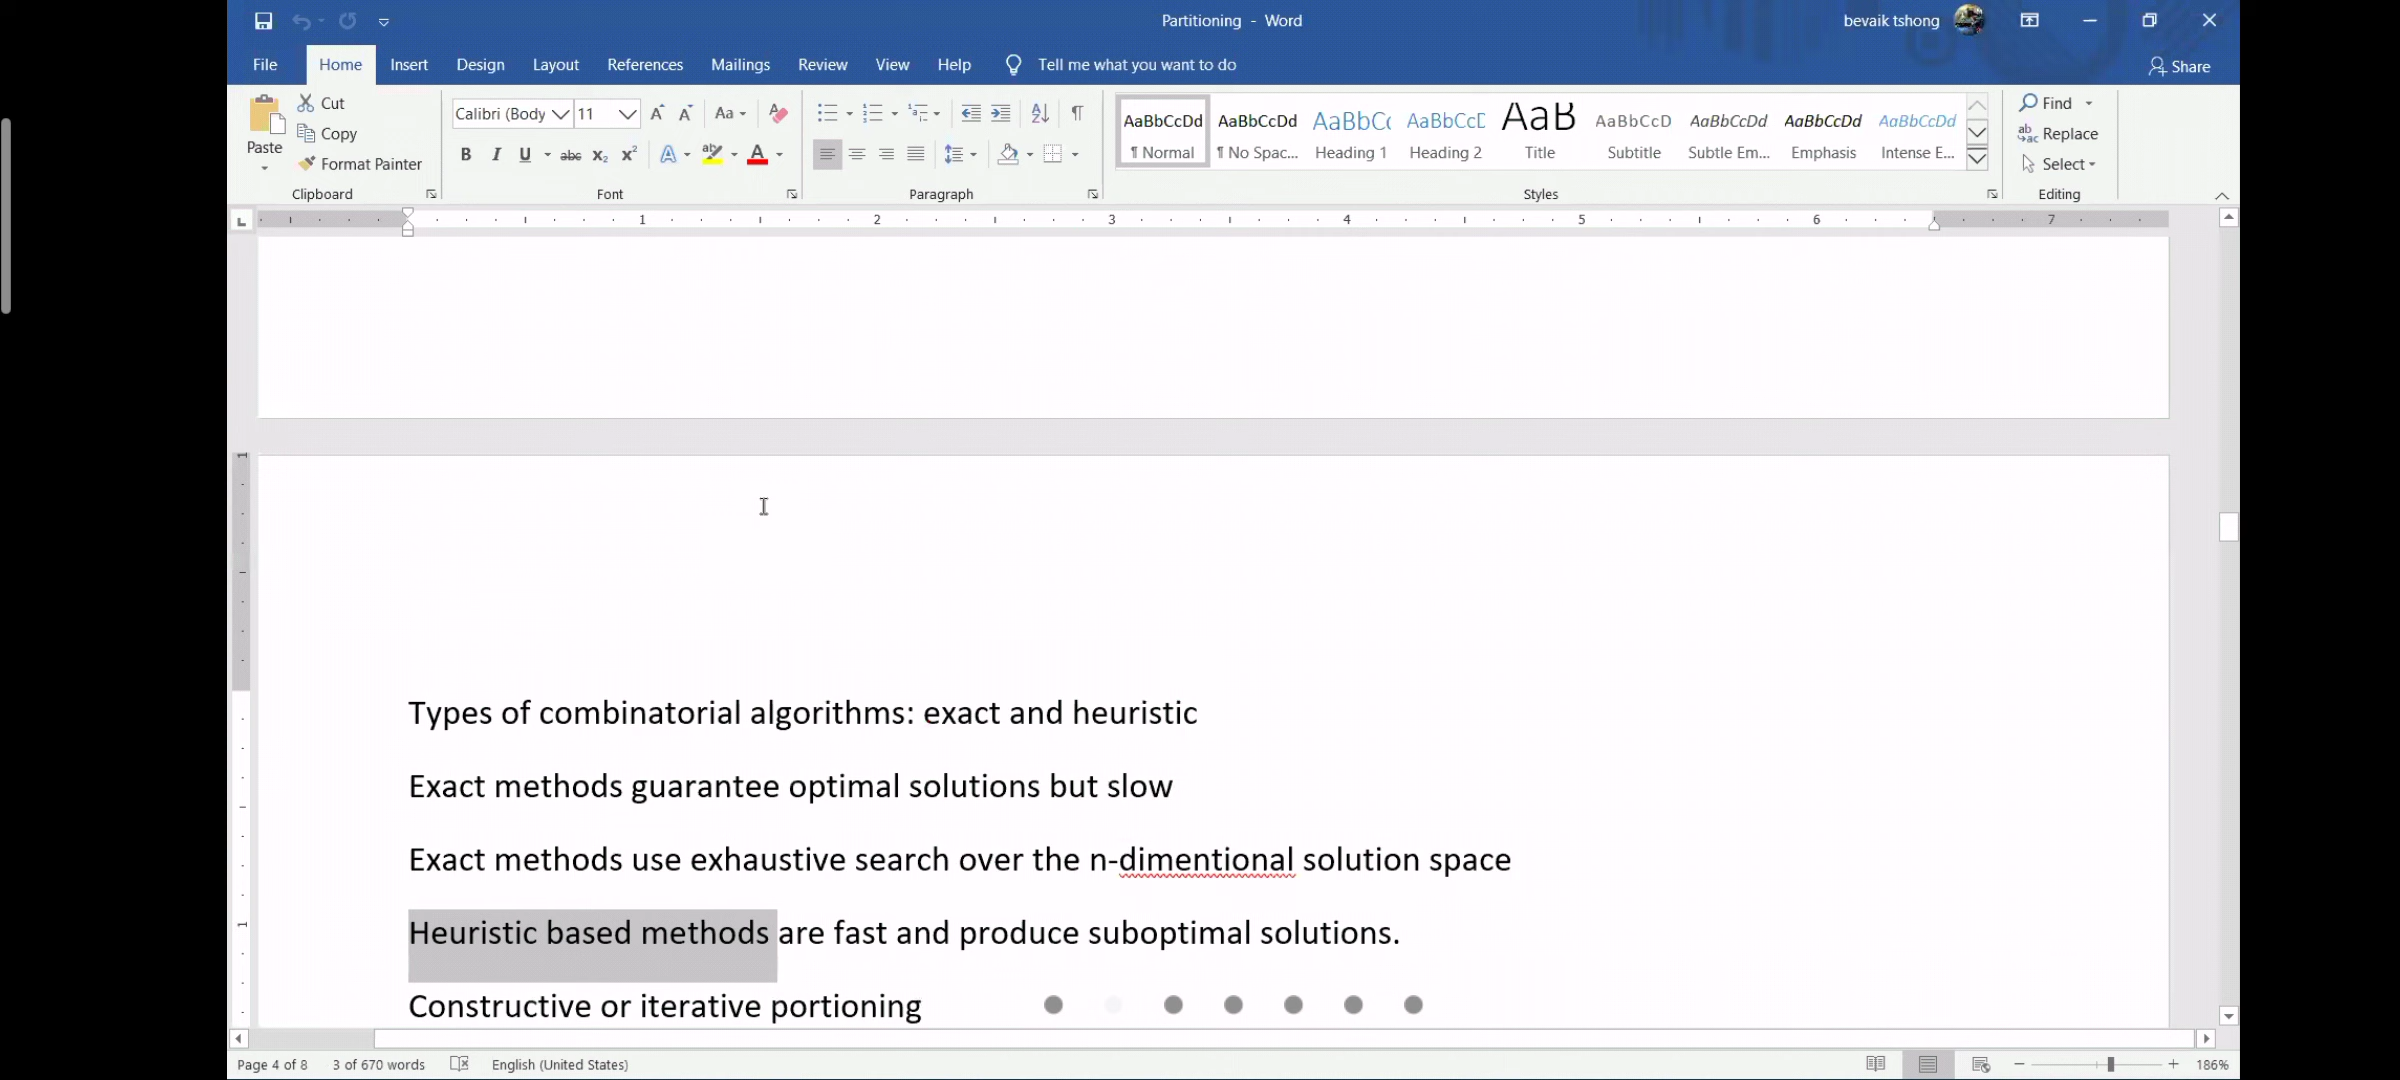 Partitioning - Word
bevaik tshong
File Home Insert Design Layout References Mailings Review View Help Tell me what you want to do
Share
Paste
Cut
Copy
Format Painter
Clipboard
Calibri (Body 11
Font
Paragraph
AaBbCcDd AaBbCcDd AaBbCc AaBbCcE AaB AaBbCcD AaBbCcDd AaBbCcDd AaBbCcDd
¶ Normal ¶ No Spac... Heading 1 Heading 2 Title Subtitle Subtle Em... Emphasis Intense E...
Styles
Find
Replace
Select
Editing
1 2 3 4 5 6 7
Types of combinatorial algorithms: exact and heuristic
Exact methods guarantee optimal solutions but slow
Exact methods use exhaustive search over the n-dimentional solution space
Heuristic based methods are fast and produce suboptimal solutions.
Constructive or iterative portioning
Page 4 of 8 3 of 670 words English (United States) 186%